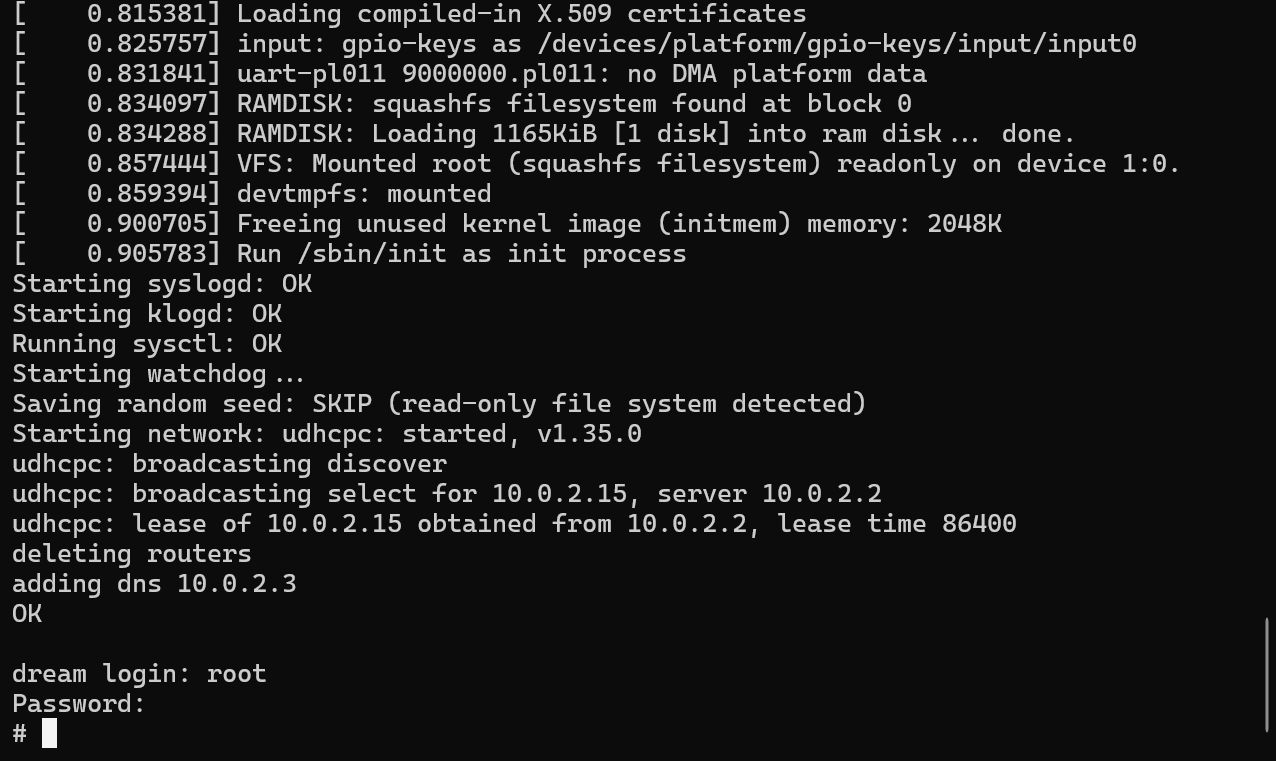 [    0.815381] Loading compiled-in X.509 certificates
[    0.825757] input: gpio-keys as /devices/platform/gpio-keys/input/input0
[    0.831841] uart-pl011 9000000.pl011: no DMA platform data
[    0.834097] RAMDISK: squashfs filesystem found at block 0
[    0.834288] RAMDISK: Loading 1165KiB [1 disk] into ram disk... done.
[    0.857444] VFS: Mounted root (squashfs filesystem) readonly on device 1:0.
[    0.859394] devtmpfs: mounted
[    0.900705] Freeing unused kernel image (initmem) memory: 2048K
[    0.905783] Run /sbin/init as init process
Starting syslogd: OK
Starting klogd: OK
Running sysctl: OK
Starting watchdog...
Saving random seed: SKIP (read-only file system detected)
Starting network: udhcpc: started, v1.35.0
udhcpc: broadcasting discover
udhcpc: broadcasting select for 10.0.2.15, server 10.0.2.2
udhcpc: lease of 10.0.2.15 obtained from 10.0.2.2, lease time 86400
deleting routers
adding dns 10.0.2.3
OK

dream login: root
Password:
#